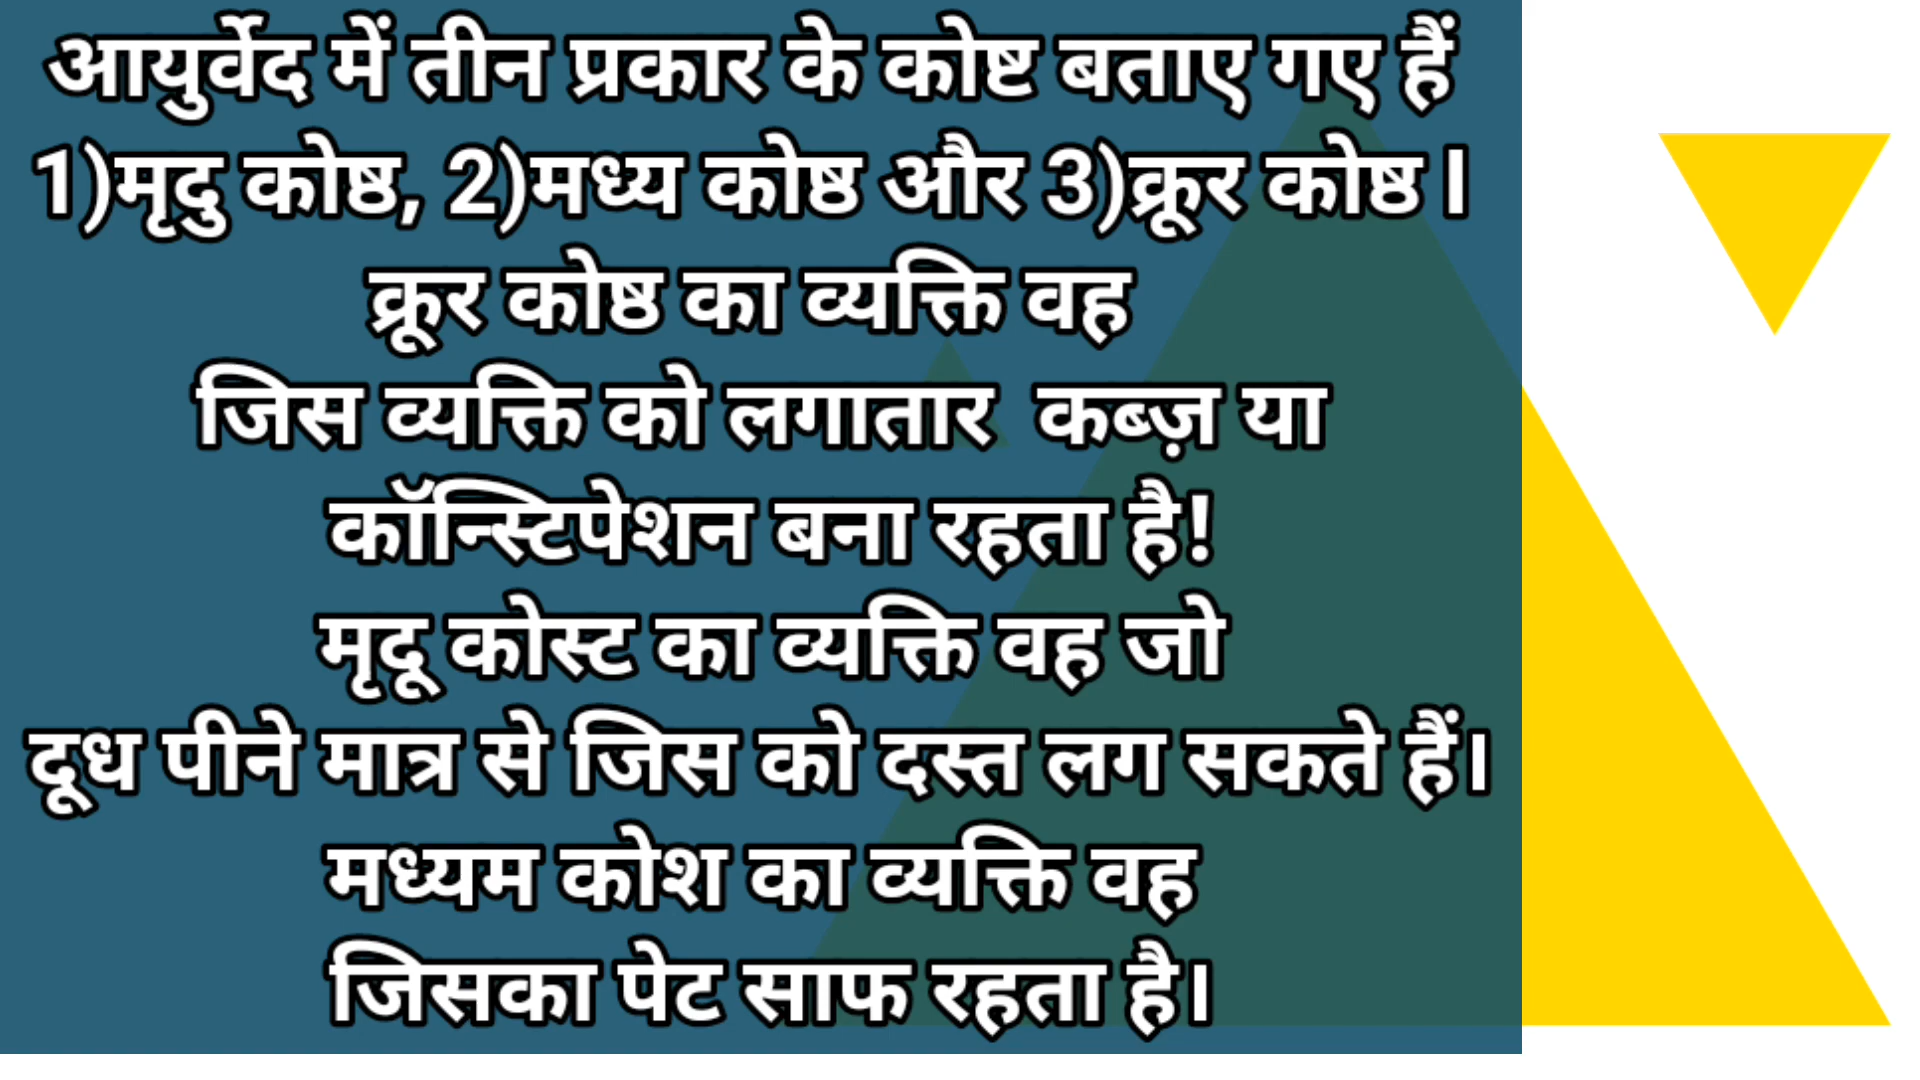 आयुर्वेद में तीन प्रकार के कोष्ट बताए गए हैं
1)मृदु कोष्ठ, 2)मध्य कोष्ठ और 3)क्रूर कोष्ठ।
क्रूर कोष्ठ का व्यक्ति वह
जिस व्यक्ति को लगातार कब्ज़ या
कॉन्स्टिपेशन बना रहता है!
मृदू कोस्ट का व्यक्ति वह जो
दूध पीने मात्र से जिस को दस्त लग सकते हैं।
मध्यम कोश का व्यक्ति वह
जिसका पेट साफ रहता है।